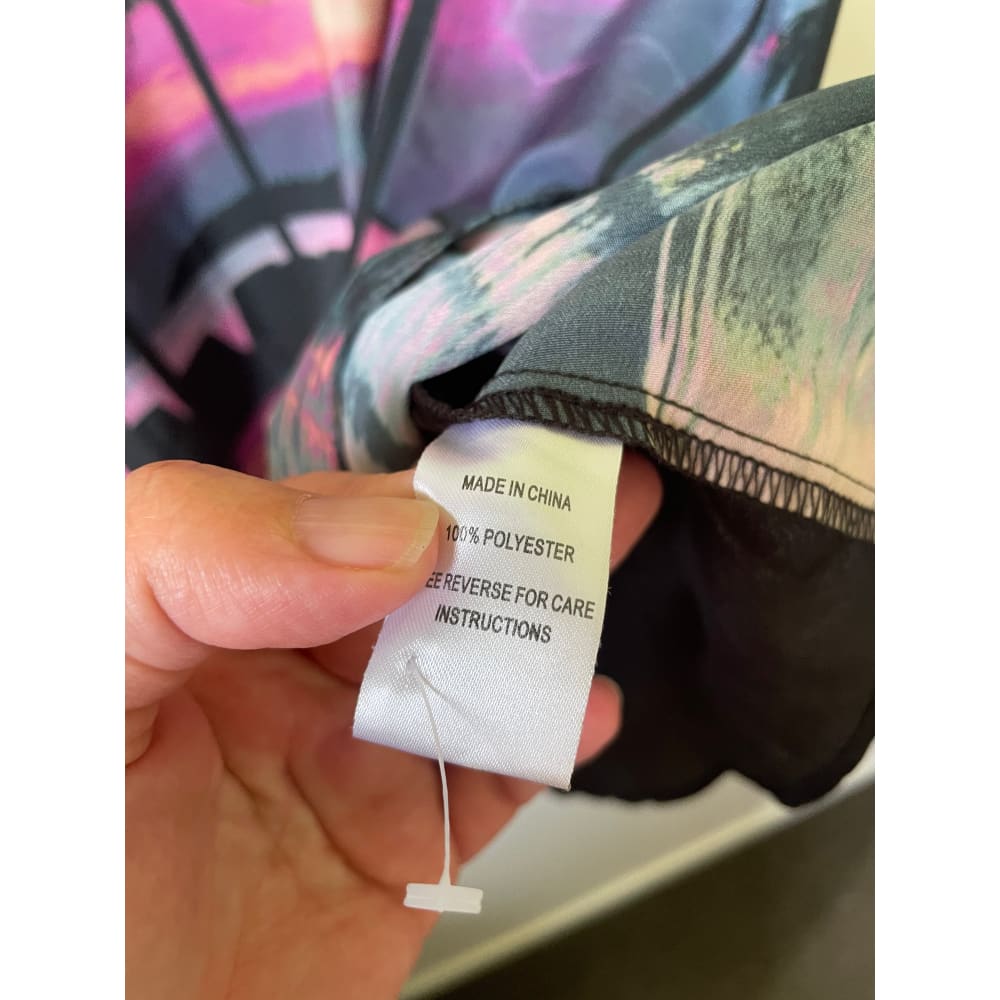 MADE IN CHINA
100% POLYESTER
EE REVERSE FOR CARE
INSTRUCTIONS